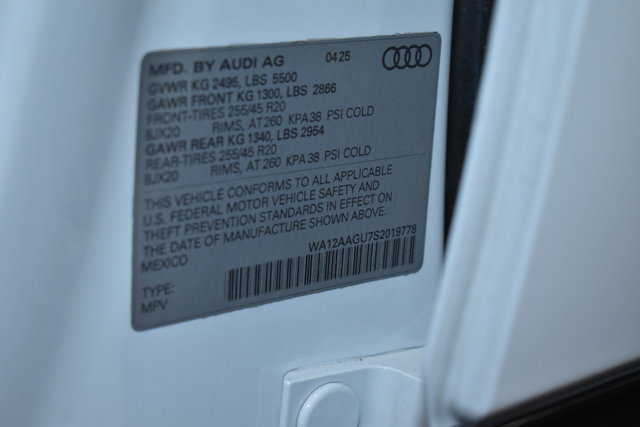 MFD. BY AUDI AG 04 25
GVWR KG 2495, LBS 5500
GAWR FRONT KG 1300, LBS 2866
FRONT-TIRES 255/45 R20
8JX20 RIMS, AT 260 KPA 38 PSI COLD
GAWR REAR KG 1340, LBS 2954
REAR-TIRES 255/45 R20
8JX20 RIMS, AT 260 KPA 38 PSI COLD
THIS VEHICLE CONFORMS TO ALL APPLICABLE
U.S. FEDERAL MOTOR VEHICLE SAFETY AND
THEFT PREVENTION STANDARDS IN EFFECT ON
THE DATE OF MANUFACTURE SHOWN ABOVE.
MEXICO WA12AAGU7S2019778
TYPE:
MPV